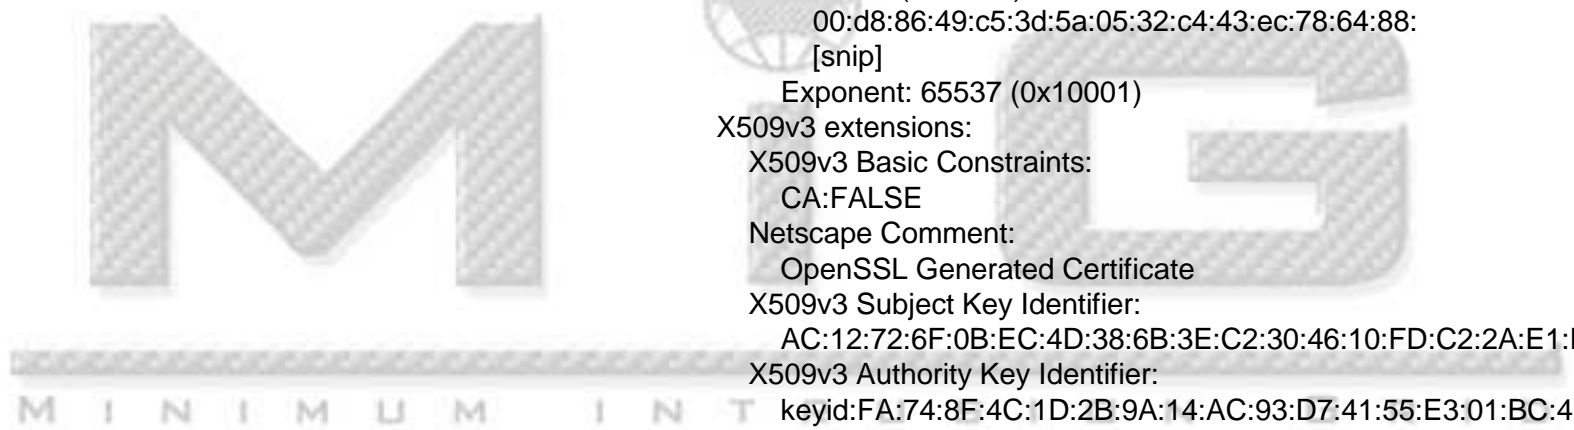 00:d8:86:49:c5:3d:5a:05:32:c4:43:ec:78:64:88:
[snip]
Exponent: 65537 (0x10001)
X509v3 extensions:
X509v3 Basic Constraints:
CA:FALSE
Netscape Comment:
OpenSSL Generated Certificate
X509v3 Subject Key Identifier:
AC:12:72:6F:0B:EC:4D:38:6B:3E:C2:30:46:10:FD:C2:2A:E1:
X509v3 Authority Key Identifier:
keyid:FA:74:8F:4C:1D:2B:9A:14:AC:93:D7:41:55:E3:01:BC:4
MiG
MINIMUM INT